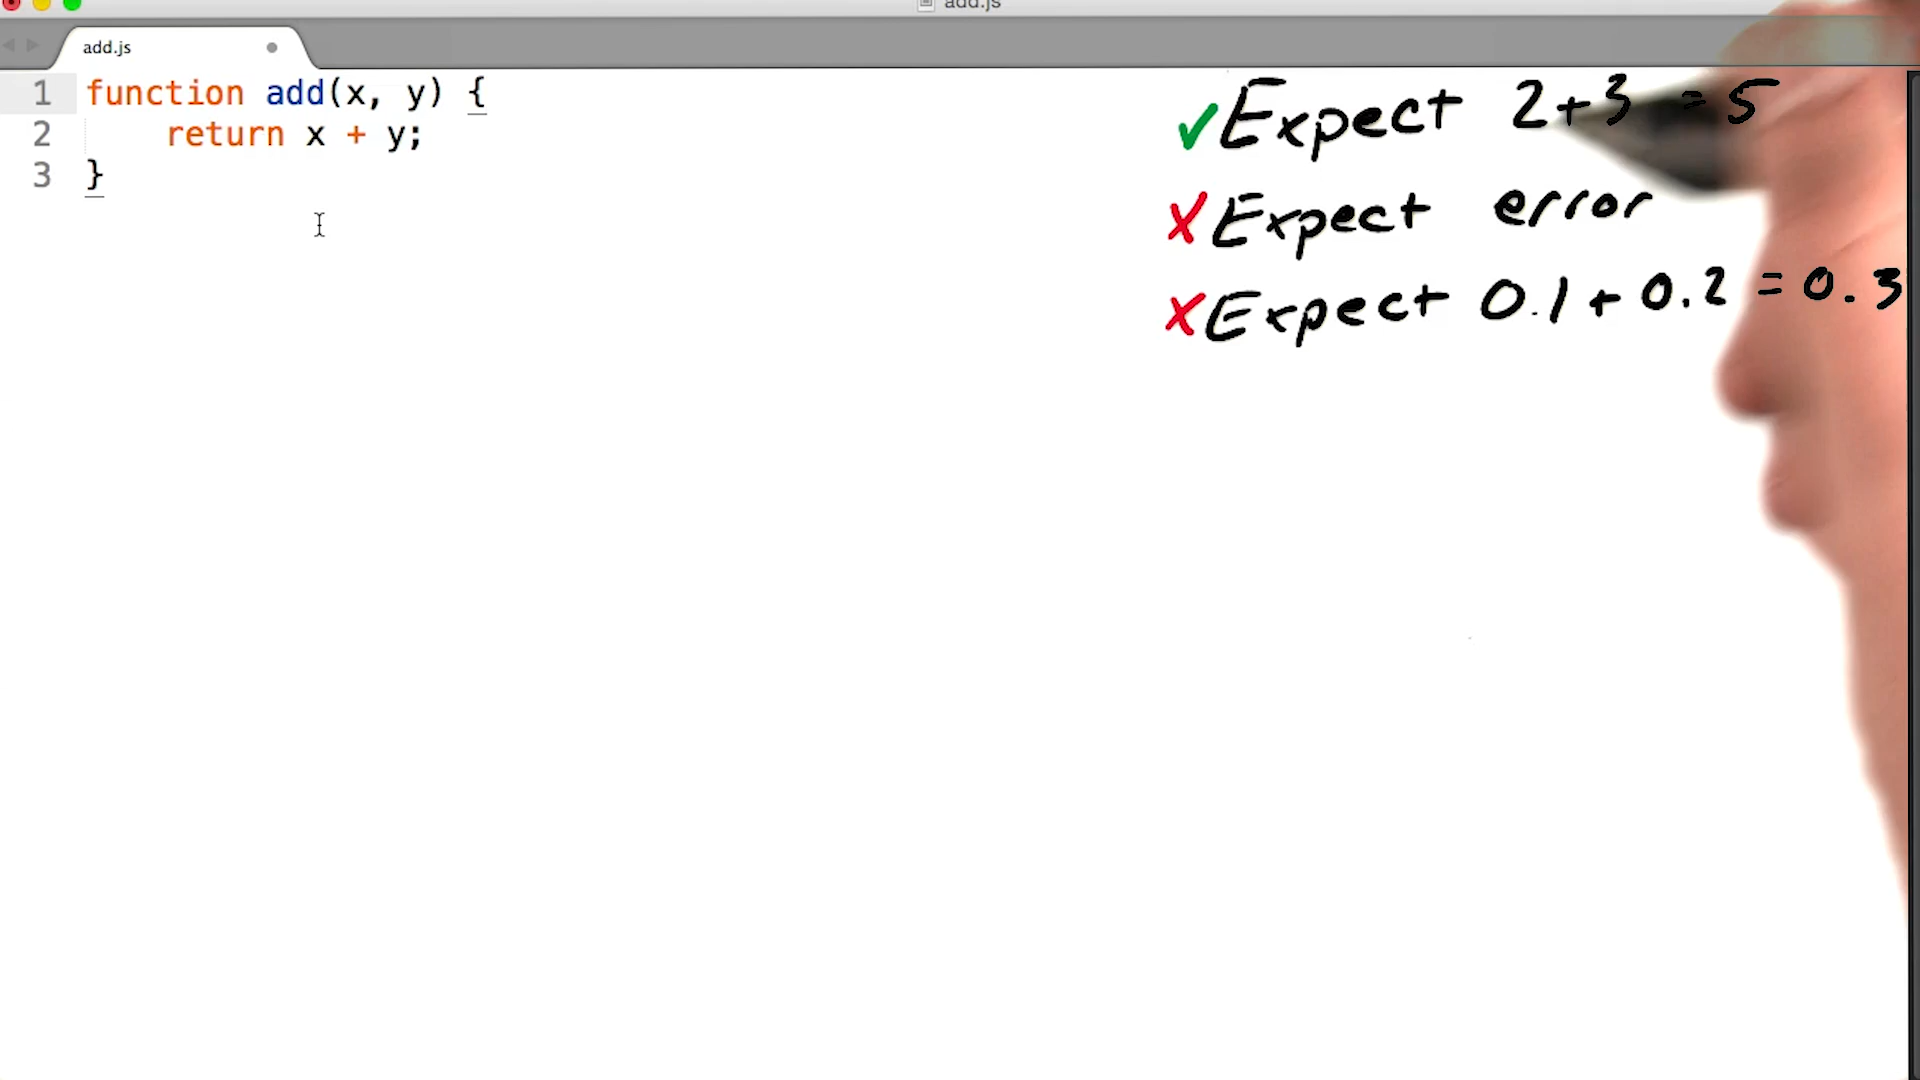 add.js
add.js
1 function add(x, y) {
2 return x + y;
3 }
✓ Expect 2+3 = 5
✗ Expect error
✗ Expect 0.1 + 0.2 = 0.3